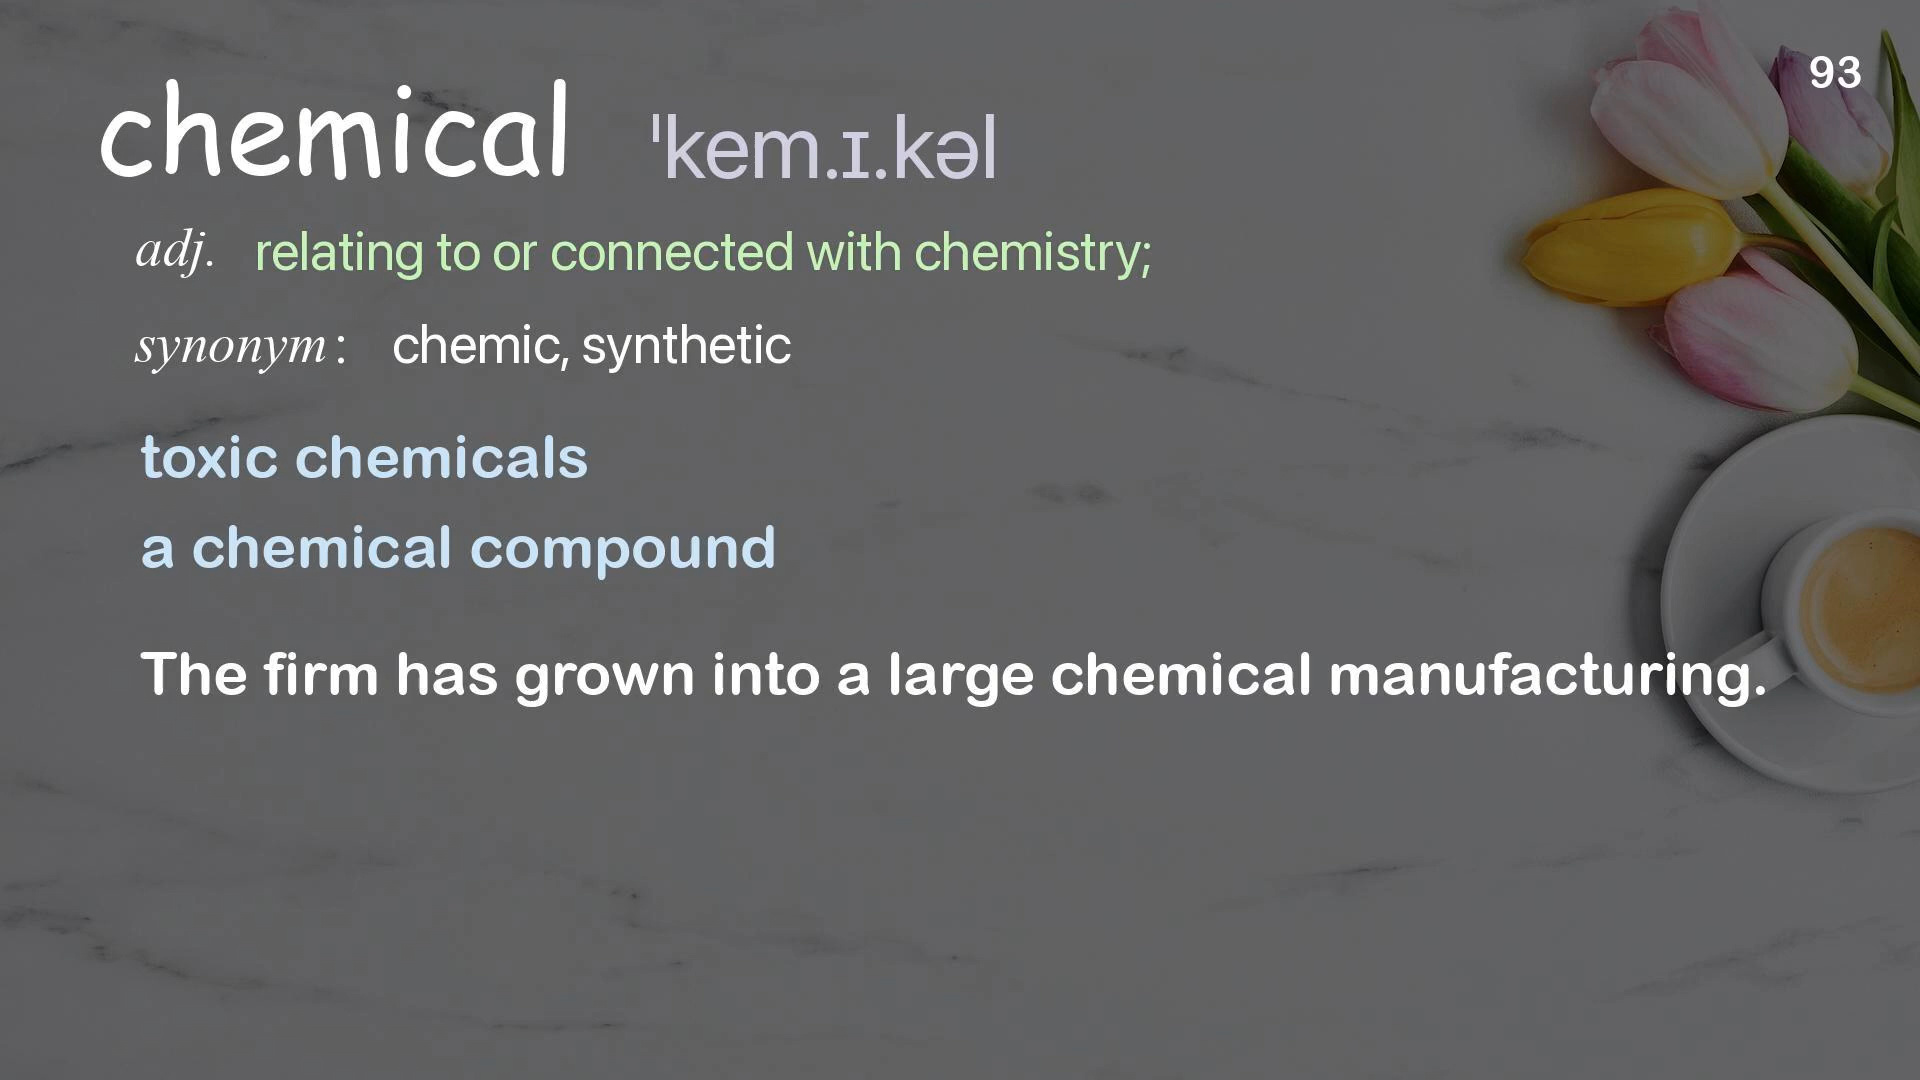 93
chemical ˈkem.ɪ.kəl
adj. relating to or connected with chemistry;
synonym : chemic, synthetic
toxic chemicals
a chemical compound
The firm has grown into a large chemical manufacturing.